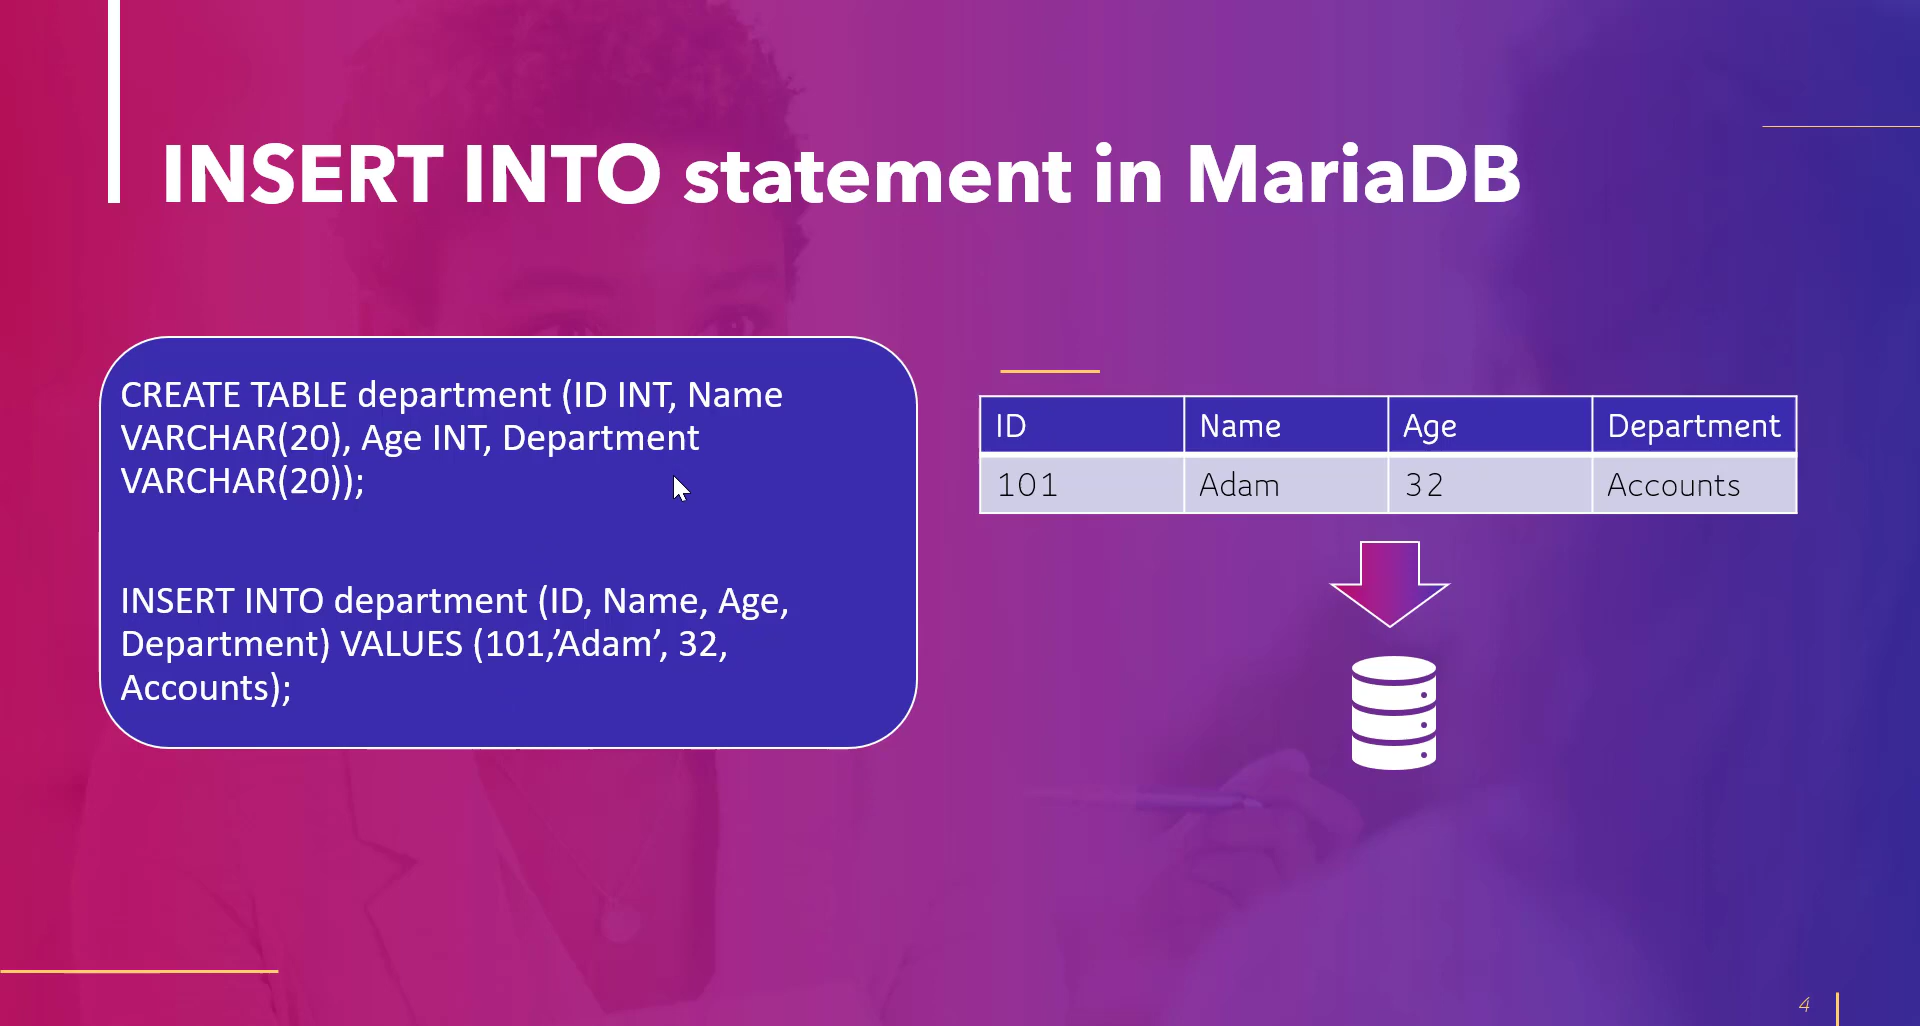 INSERT INTO statement in MariaDB
CREATE TABLE department (ID INT, Name
VARCHAR(20), Age INT, Department
VARCHAR(20));
INSERT INTO department (ID, Name, Age,
Department) VALUES (101,’Adam’, 32,
Accounts);
ID Name Age Department
101 Adam 32 Accounts
4